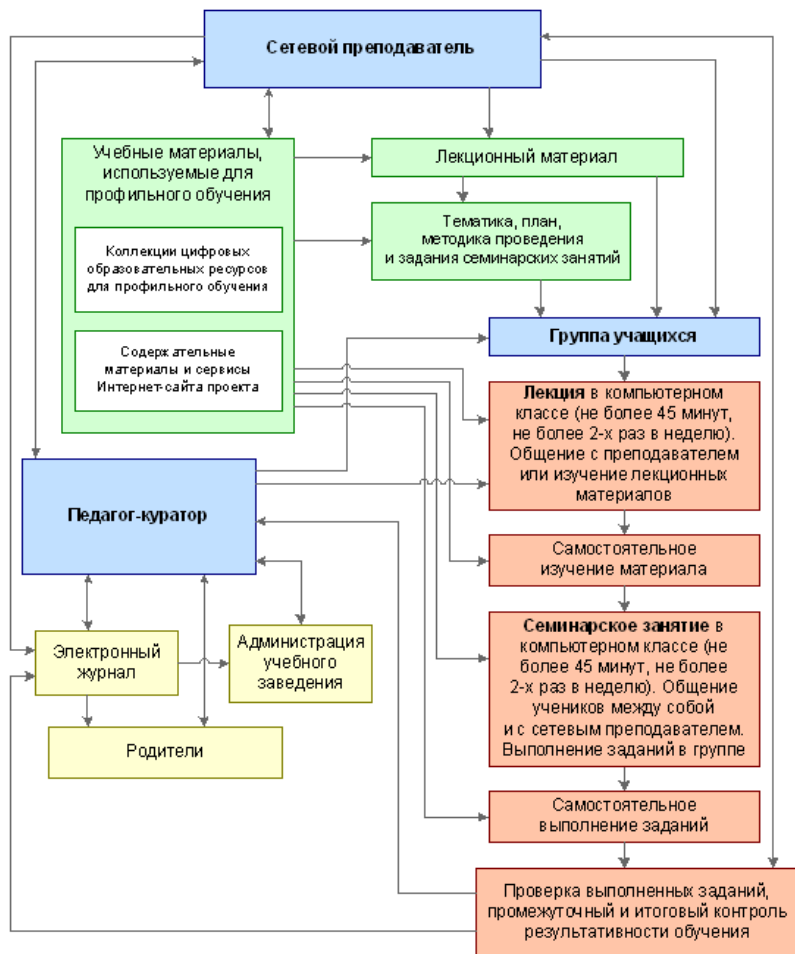 Сетевой преподаватель
Учебные материалы,
используемые для
профильного обучения
Коллекции цифровых
образовательных ресурсов
для профильного обучения
Содержательные
материалы и сервисы
Интернет-сайта проекта
Лекционный материал
Тематика, план,
методика проведения
и задания семинарских занятий
Группа учащихся
Лекция в компьютерном
классе (не более 45 минут,
не более 2-х раз в неделю).
Общение с преподавателем
или изучение лекционных
материалов
Педагог-куратор
Самостоятельное
изучение материала
Электронный
журнал
Администрация
учебного
заведения
Родители
Семинарское занятие в
компьютерном классе (не
более 45 минут, не более
2-х раз в неделю). Общение
учеников между собой
и с сетевым преподавателем.
Выполнение заданий в группе
Самостоятельное
выполнение заданий
Проверка выполненных заданий,
промежуточный и итоговый контроль
результативности обучения